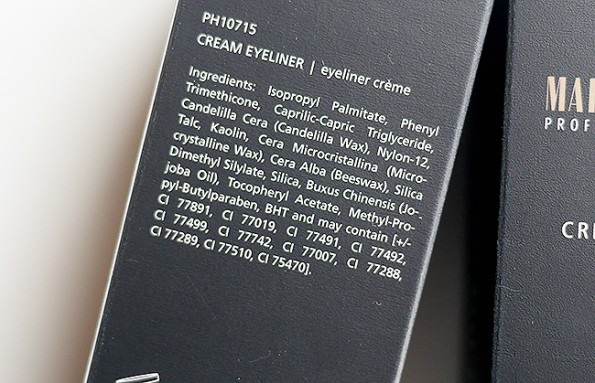 PH10715
CREAM EYELINER | eyeliner crème
Ingredients: Isopropyl Palmitate, Phenyl
Trimethicone, Caprilic-Capric Triglyceride,
Candelilla Cera (Candelilla Wax), Nylon-12,
Talc, Kaolin, Cera Microcristallina (Micro-
crystalline Wax), Cera Alba (Beeswax), Silica
Dimethyl Silylate, Silica, Buxus Chinensis (Jo-
joba Oil), Tocopheryl Acetate, Methyl-Pro-
pyl-Butylparaben, BHT and may contain [+/-
CI 77891, CI 77019, CI 77491, CI 77492,
CI 77499, CI 77742, CI 77007, CI 77288,
CI 77289, CI 77510, CI 75470].